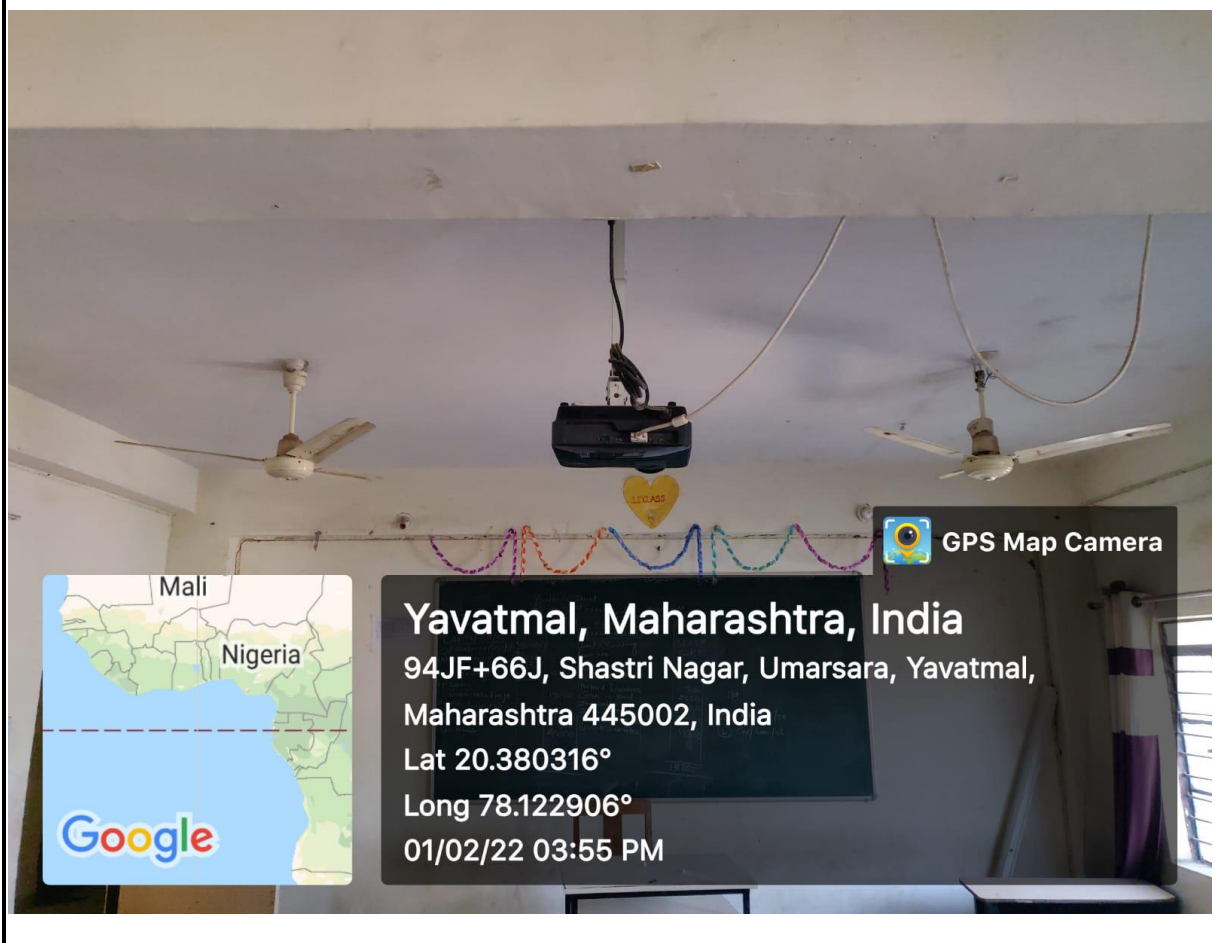 I T CLASS
GPS Map Camera
Mali
Nigeria
Google
Yavatmal, Maharashtra, India
94JF+66J, Shastri Nagar, Umarsara, Yavatmal,
Maharashtra 445002, India
Lat 20.380316°
Long 78.122906°
01/02/22 03:55 PM